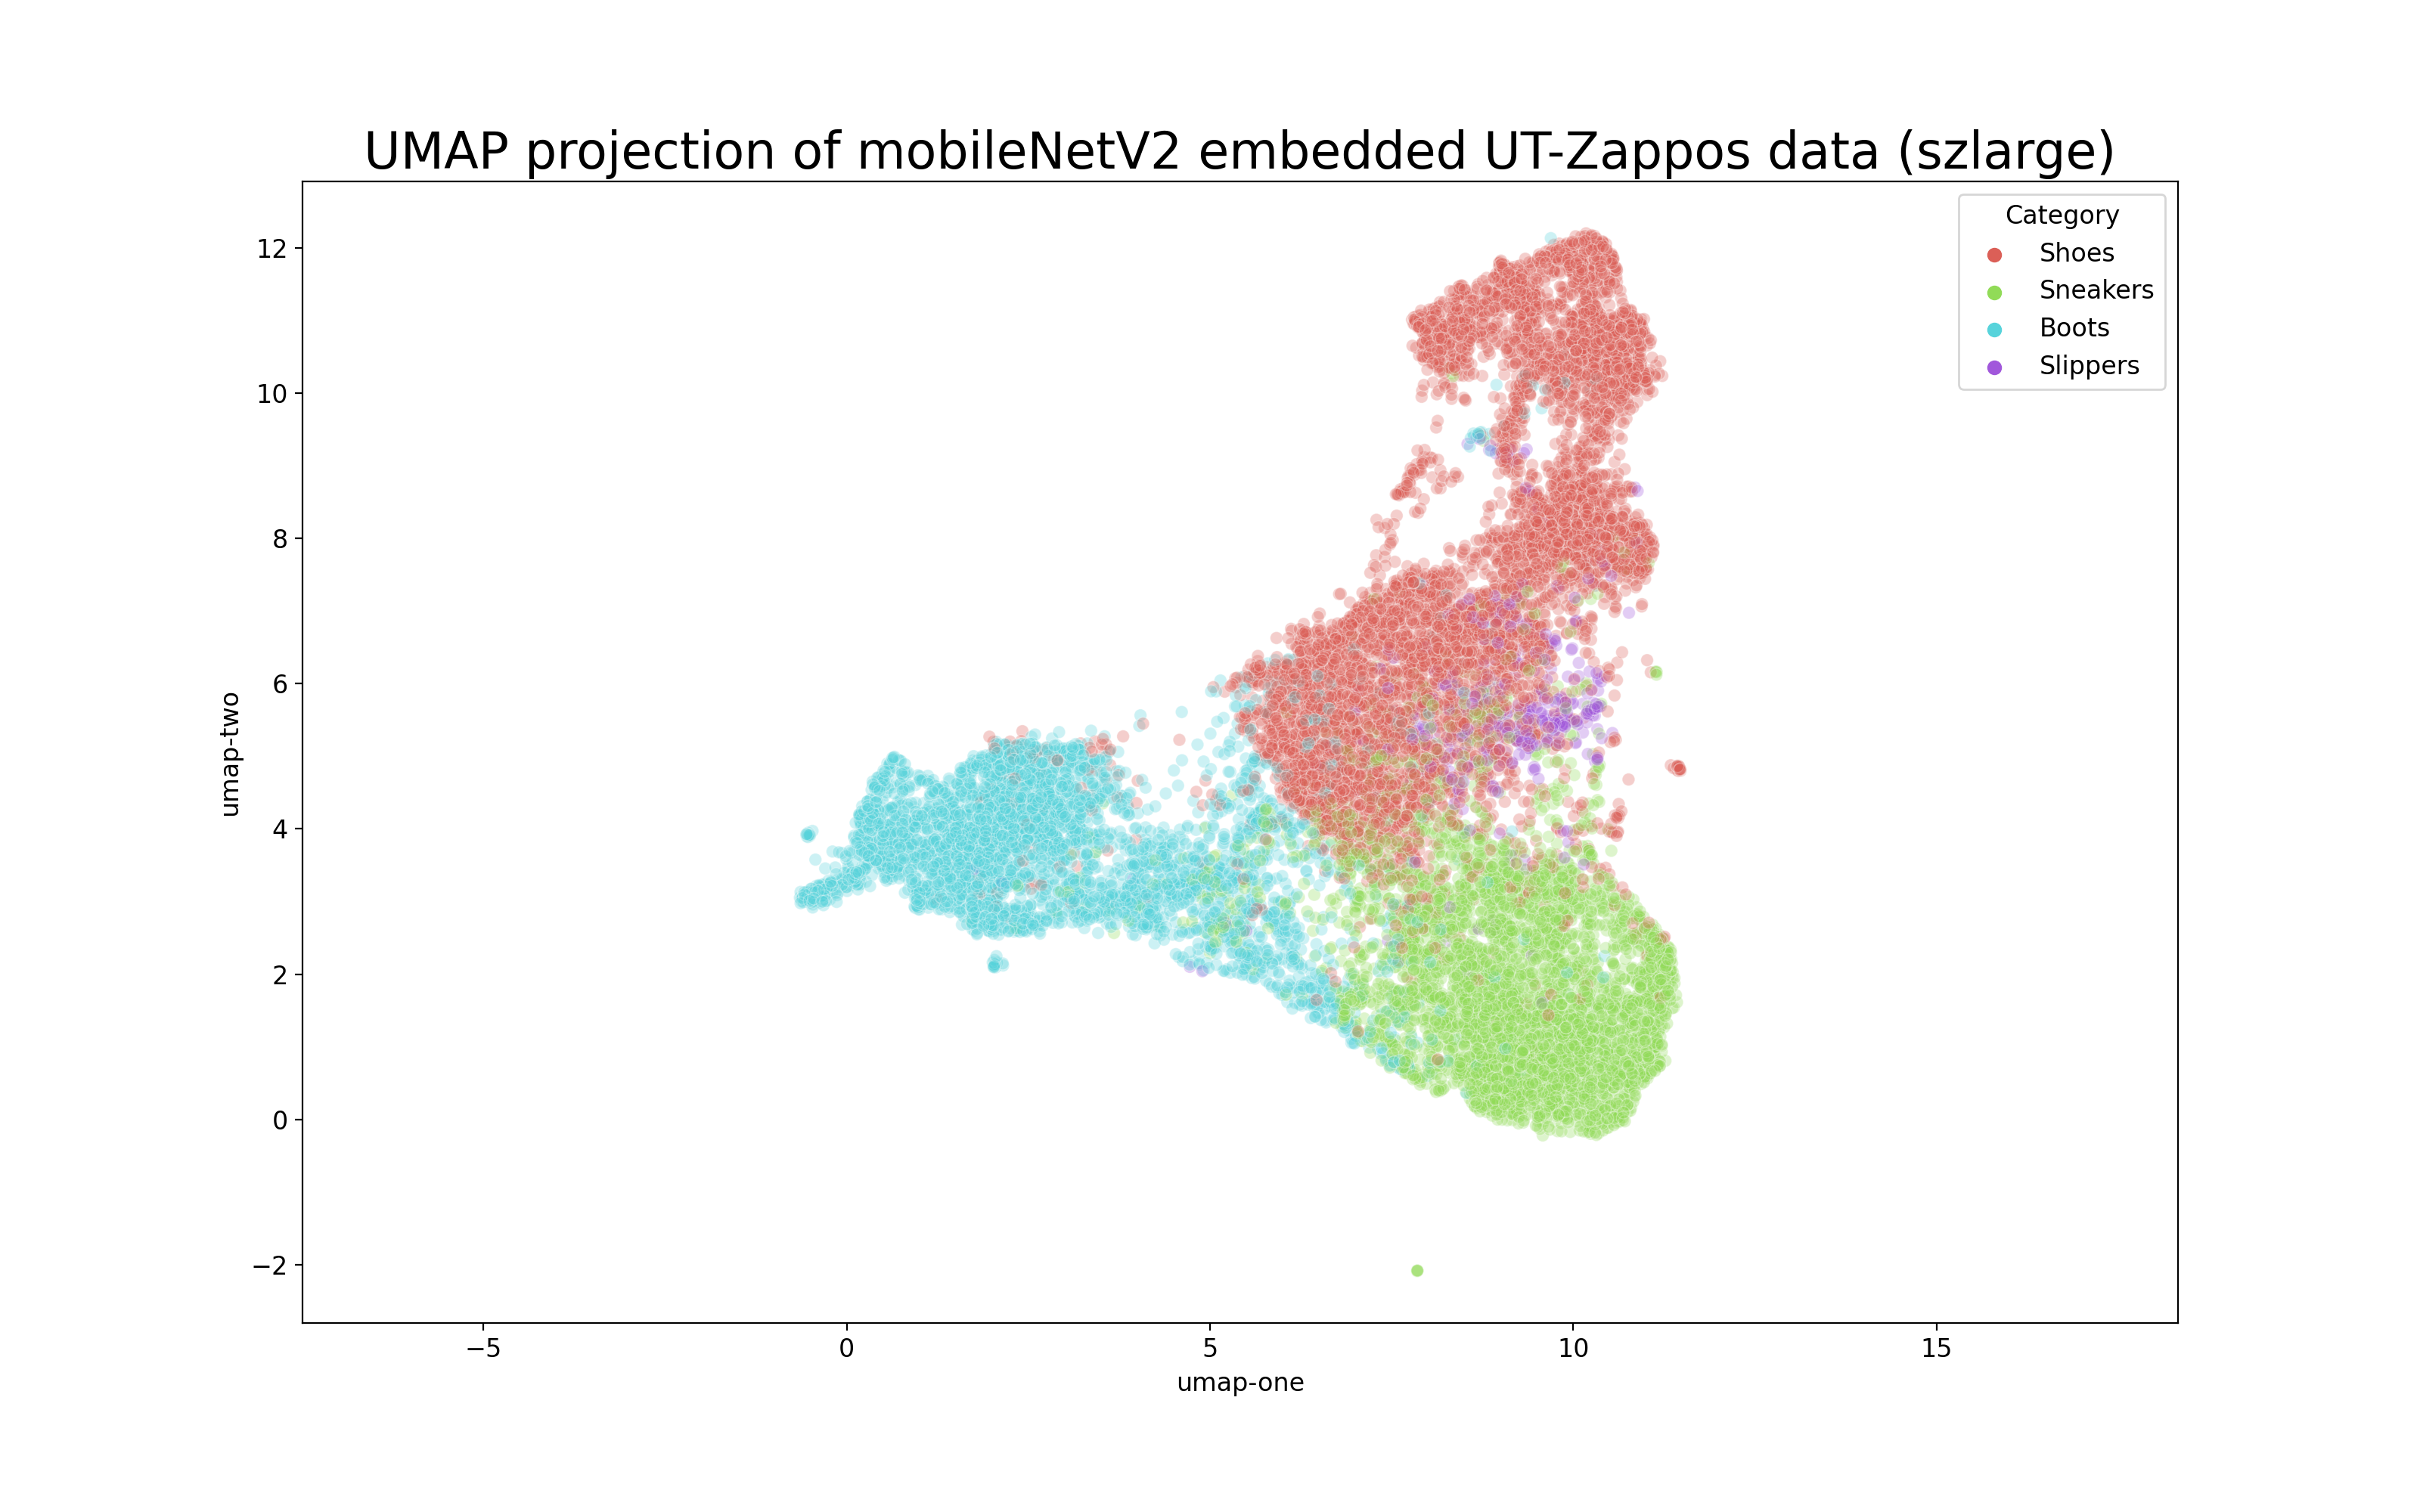 UMAP projection of mobileNetV2 embedded UT-Zappos data (szlarge)
Category
Shoes
Sneakers
Boots
Slippers
12
10
8
6
4
2
0
−2
umap-two
−5
0
5
10
15
umap-one